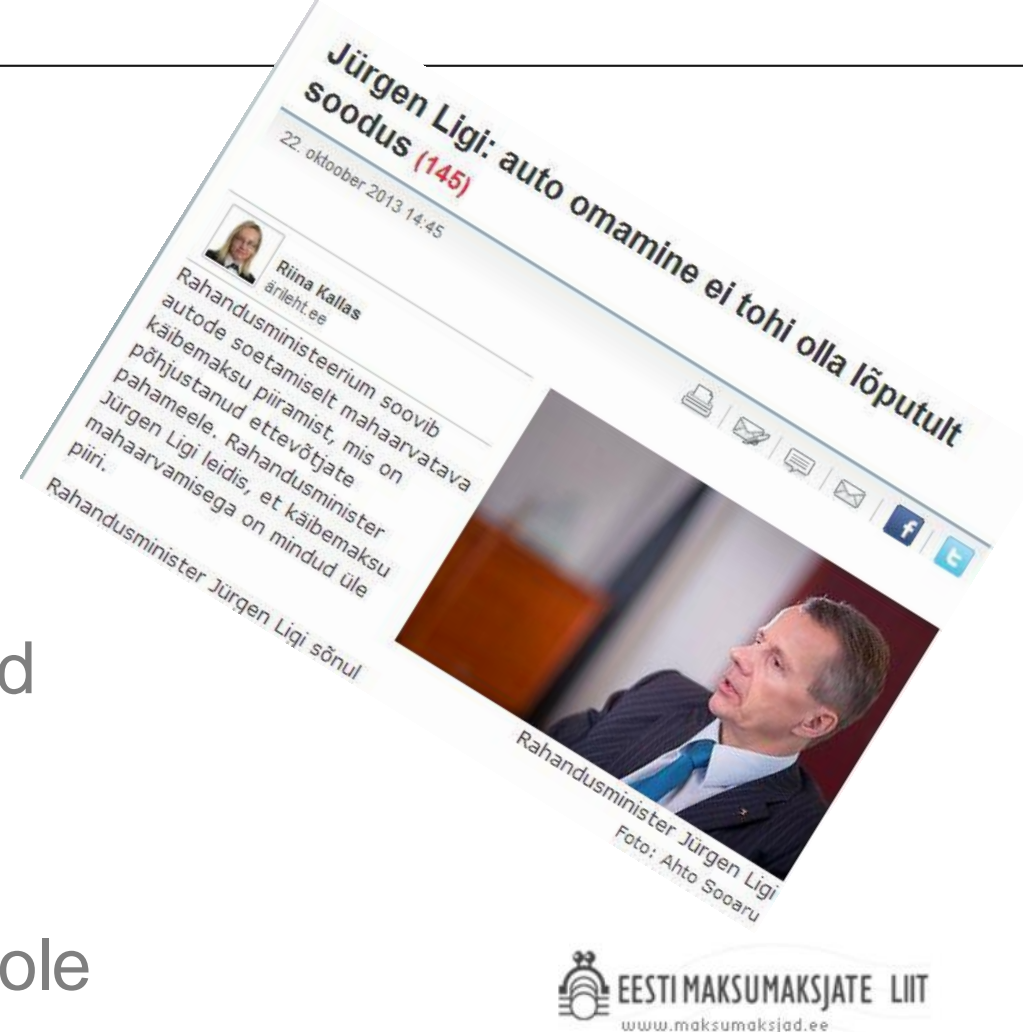 Jürgen Ligi: auto omamine ei tohi olla lõputult
soodus (145)
22. oktoober 2013 14:45
Riina Kallas
ärileht.ee
Rahandusministeerium soovib
autode soetamiselt mahaarvatava
käibemaksu piiramist, mis on
põhjustanud ettevõtjate
pahameele. Rahandusminister
Jürgen Ligi leidis, et käibemaksu
mahaarvamisega on mindud üle
piiri.
Rahandusminister Jürgen Ligi sõnul
Rahandusminister Jürgen Ligi
Foto: Ahto Sooaru
d
ole
EESTI MAKSUMAKSJATE LIIT
www.maksumaksjad.ee